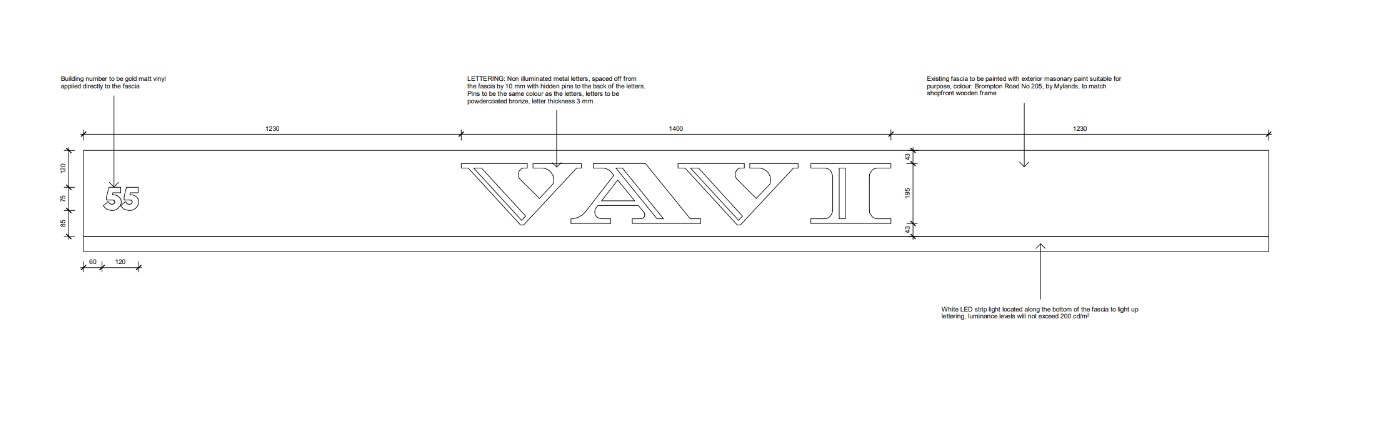 Building number to be gold matt vinyl
applied directly to the fascia
LETTERING: Non illuminated metal letters, spaced off from
the fascia by 10 mm with hidden pins to the back of the letters.
Pins to be the same colour as the letters, letters to be
powdercoated bronze, letter thickness 3 mm
Existing fascia to be painted with exterior masonary paint suitable for
purpose, colour: Brompton Road No 205, by Mylands, to match
shopfront wooden frame
1230
1400
1230
120
75
85
55
VAVI
43
195
43
60
120
White LED strip light located along the bottom of the fascia to light up
lettering, luminance levels will not exceed 200 cd/m²